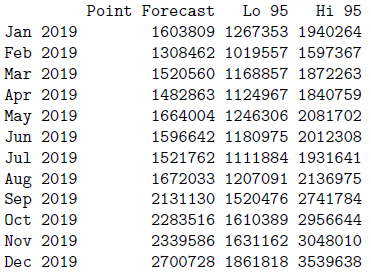 Point Forecast Lo 95 Hi 95
Jan 2019 1603809 1267353 1940264
Feb 2019 1308462 1019557 1597367
Mar 2019 1520560 1168857 1872263
Apr 2019 1482863 1124967 1840759
May 2019 1664004 1246306 2081702
Jun 2019 1596642 1180975 2012308
Jul 2019 1521762 1111884 1931641
Aug 2019 1672033 1207091 2136975
Sep 2019 2131130 1520476 2741784
Oct 2019 2283516 1610389 2956644
Nov 2019 2339586 1631162 3048010
Dec 2019 2700728 1861818 3539638